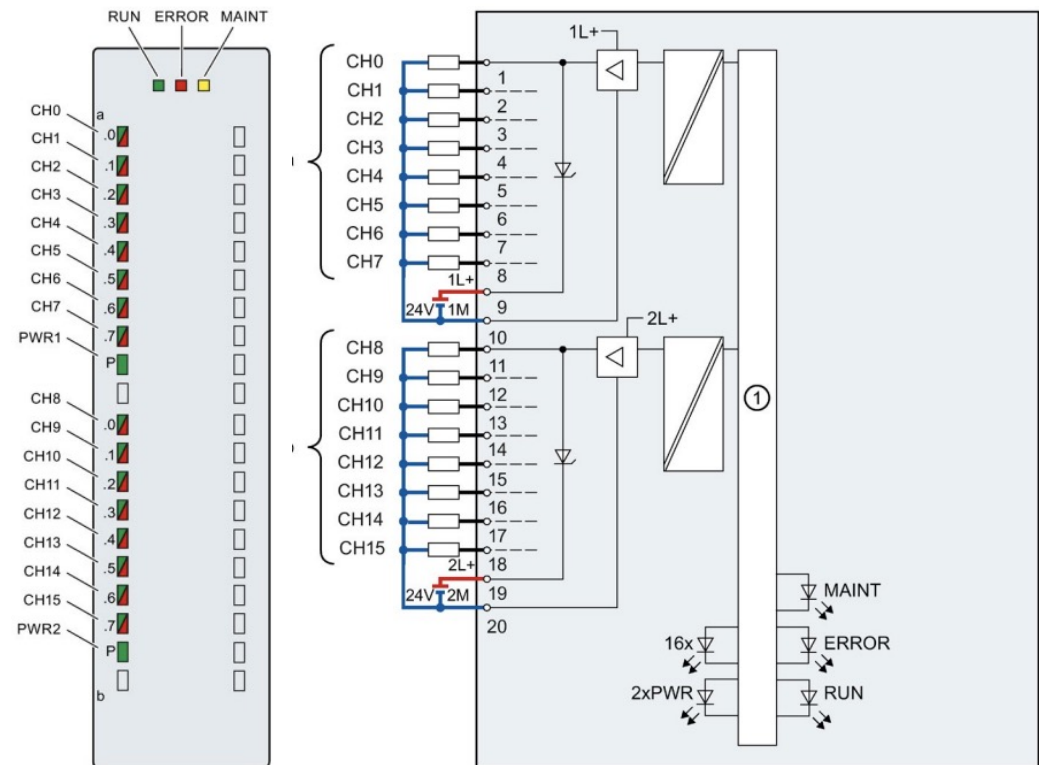 RUN ERROR MAINT
a
CH0 .0
CH1 .1
CH2 .2
CH3 .3
CH4 .4
CH5 .5
CH6 .6
CH7 .7
PWR1 P
CH8 .0
CH9 .1
CH10 .2
CH11 .3
CH12 .4
CH13 .5
CH14 .6
CH15 .7
PWR2 P
b
1L+
CH0 1
CH1 2
CH2 3
CH3 4
CH4 5
CH5 6
CH6 7
CH7 8
1L+
24V 1M 9
10
2L+
CH8 11
CH9 12
CH10 13
CH11 14
CH12 15
CH13 16
CH14 17
CH15 18
2L+
24V 2M 19
20
①
MAINT
16x ERROR
2xPWR RUN